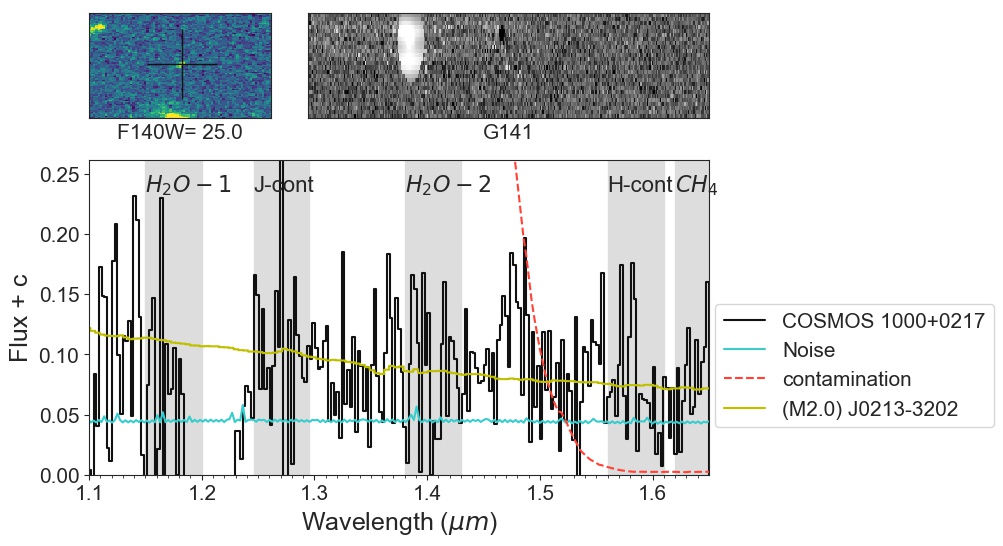 F140W= 25.0
G141
0.25
0.20
0.15
0.10
0.05
0.00
Flux + c
H₂O − 1
J-cont
H₂O − 2
H-cont
CH₄
1.1
1.2
1.3
1.4
1.5
1.6
Wavelength (μm)
COSMOS 1000+0217
Noise
contamination
(M2.0) J0213-3202